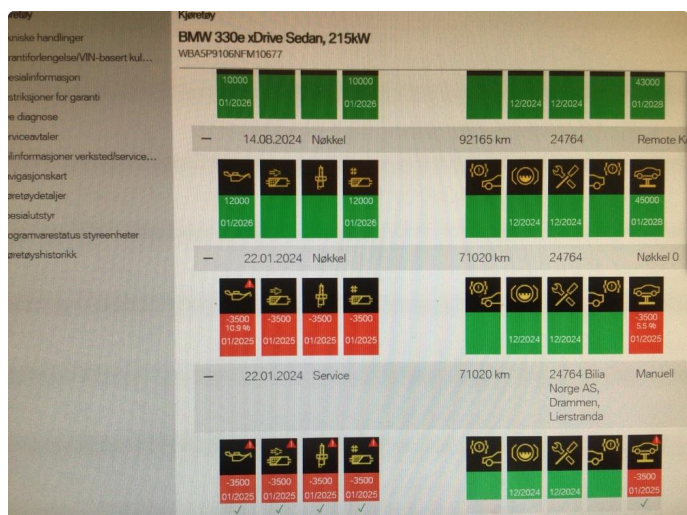 Kjøretøy
BMW 330e xDrive Sedan, 215kW
WBA5P9106NFM10677
kniske handlinger
rantiforlengelse/VIN-basert kul...
esialinformasjon
striksjoner for garanti
e diagnose
rviceavtaler
ilinformasjoner verksted/service...
vigasjonskart
øretøydetaljer
esialutstyr
ogramvarestatus styreenheter
øretøyshistorikk
10000 10000 43000
01/2026 01/2026 12/2024 12/2024 01/2028
14.08.2024 Nøkkel 92165 km 24764 Remote K
12000 12000 45000
01/2026 01/2026 12/2024 12/2024 01/2028
22.01.2024 Nøkkel 71020 km 24764 Nøkkel 0
-3500 -3500 -3500 -3500 -3500
10.9 % 5.5 %
01/2025 01/2025 01/2025 01/2025 12/2024 12/2024 01/2025
22.01.2024 Service 71020 km 24764 Bilia Manuell
Norge AS,
Drammen,
Lierstranda
-3500 -3500 -3500 -3500 -3500
01/2025 01/2025 01/2025 01/2025 12/2024 12/2024 01/2025